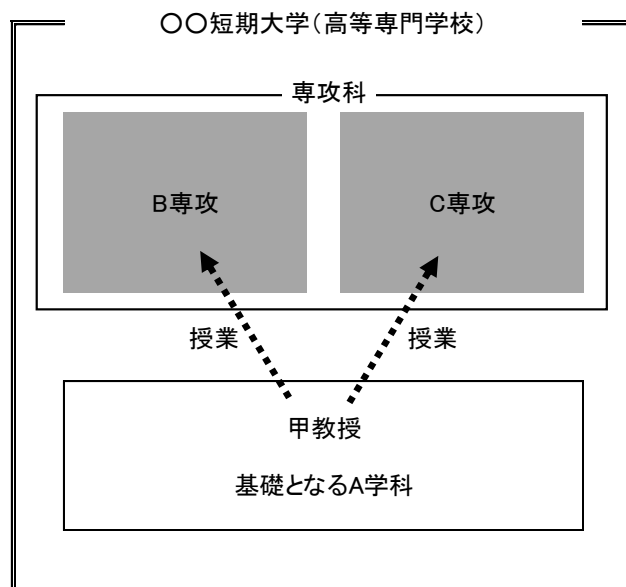 〇〇短期大学(高等専門学校)
専攻科
B専攻
C専攻
授業
授業
甲教授
基礎となるA学科